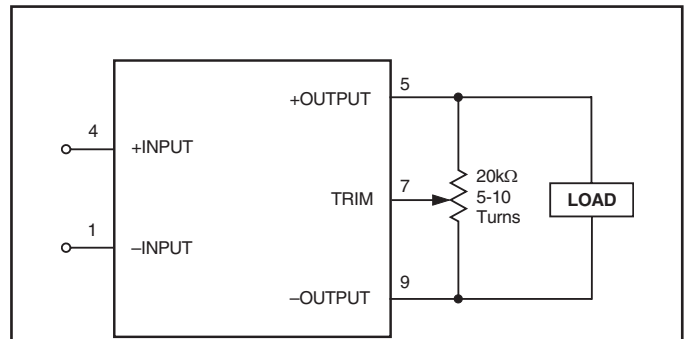 5
+OUTPUT
4
+INPUT
7
TRIM
20kΩ
5-10
Turns
LOAD
1
–INPUT
9
–OUTPUT